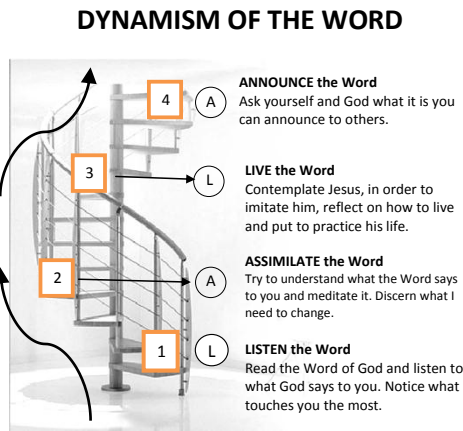 DYNAMISM OF THE WORD
4
A
ANNOUNCE the Word
Ask yourself and God what it is you
can announce to others.
3
L
LIVE the Word
Contemplate Jesus, in order to
imitate him, reflect on how to live
and put to practice his life.
2
A
ASSIMILATE the Word
Try to understand what the Word says
to you and meditate it. Discern what I
need to change.
1
L
LISTEN the Word
Read the Word of God and listen to
what God says to you. Notice what
touches you the most.